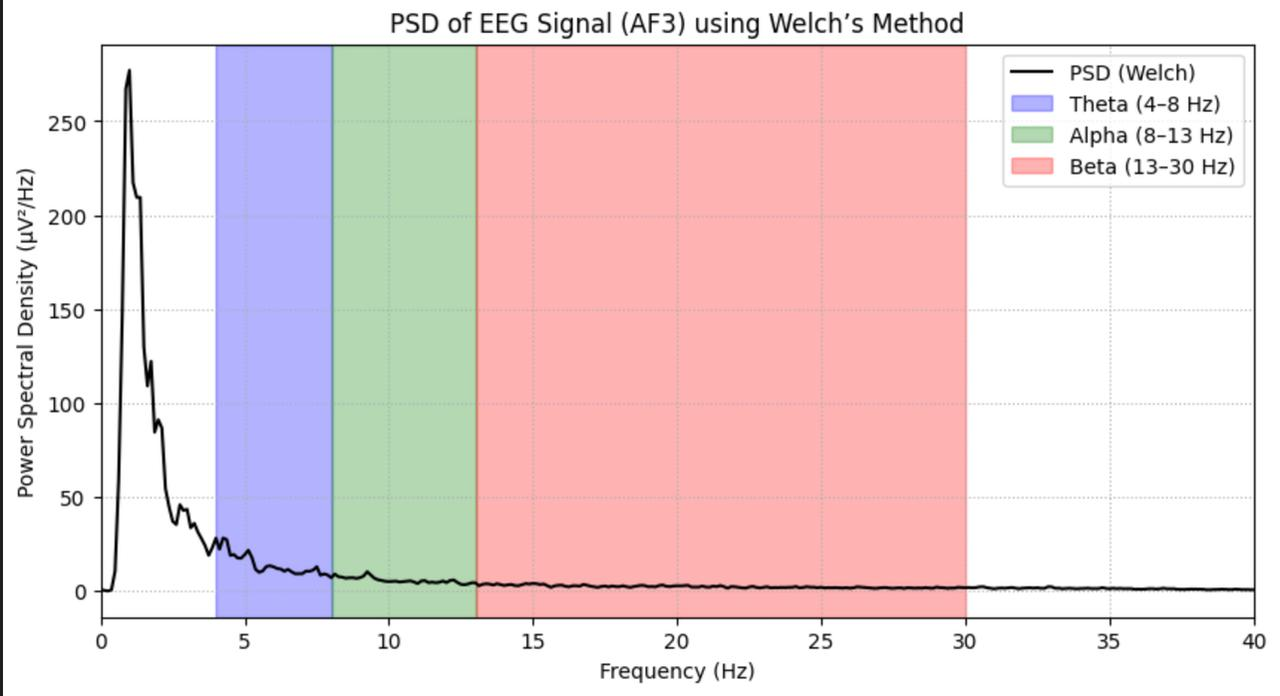 PSD of EEG Signal (AF3) using Welch’s Method
PSD (Welch)
Theta (4–8 Hz)
Alpha (8–13 Hz)
Beta (13–30 Hz)
Power Spectral Density (µV²/Hz)
250
200
150
100
50
0
0 5 10 15 20 25 30 35 40
Frequency (Hz)